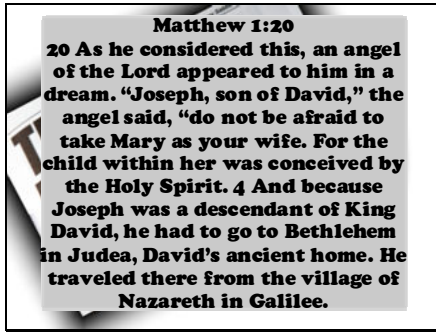 Matthew 1:20
20 As he considered this, an angel
of the Lord appeared to him in a
dream. “Joseph, son of David,” the
angel said, “do not be afraid to
take Mary as your wife. For the
child within her was conceived by
the Holy Spirit. 4 And because
Joseph was a descendant of King
David, he had to go to Bethlehem
in Judea, David’s ancient home. He
traveled there from the village of
Nazareth in Galilee.